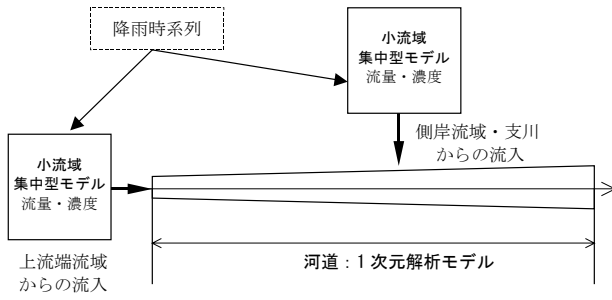 降雨時系列
小流域
集中型モデル
流量・濃度
側岸流域・支川
からの流入
小流域
集中型モデル
流量・濃度
上流端流域
からの流入
河道：1次元解析モデル